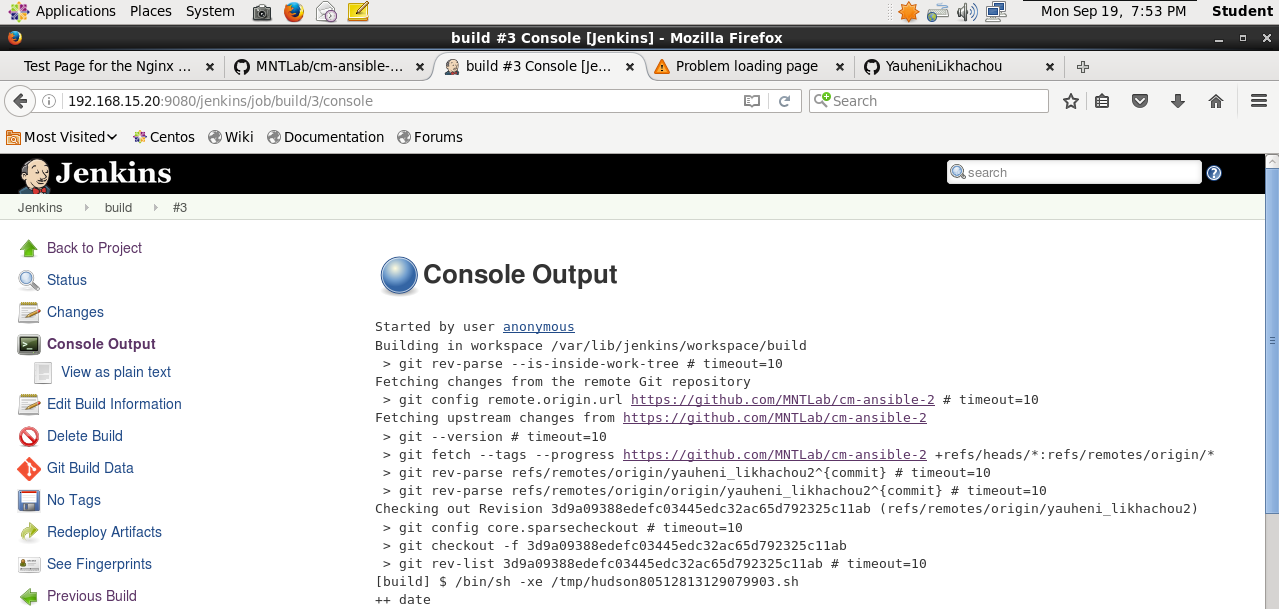 Applications Places System Mon Sep 19, 7:53 PM Student
build #3 Console [Jenkins] - Mozilla Firefox
Test Page for the Nginx ... MNTLab/cm-ansible-... build #3 Console [Je... Problem loading page YauheniLikhachou
192.168.15.20:9080/jenkins/job/build/3/console Search
Most Visited Centos Wiki Documentation Forums
Jenkins search
Jenkins build #3
Back to Project
Status
Changes
Console Output
View as plain text
Edit Build Information
Delete Build
Git Build Data
No Tags
Redeploy Artifacts
See Fingerprints
Previous Build
Console Output
Started by user anonymous
Building in workspace /var/lib/jenkins/workspace/build
> git rev-parse --is-inside-work-tree # timeout=10
Fetching changes from the remote Git repository
> git config remote.origin.url https://github.com/MNTLab/cm-ansible-2 # timeout=10
Fetching upstream changes from https://github.com/MNTLab/cm-ansible-2
> git --version # timeout=10
> git fetch --tags --progress https://github.com/MNTLab/cm-ansible-2 +refs/heads/*:refs/remotes/origin/*
> git rev-parse refs/remotes/origin/yauheni_likhachou2^{commit} # timeout=10
> git rev-parse refs/remotes/origin/origin/yauheni_likhachou2^{commit} # timeout=10
Checking out Revision 3d9a09388edefc03445edc32ac65d792325c11ab (refs/remotes/origin/yauheni_likhachou2)
> git config core.sparsecheckout # timeout=10
> git checkout -f 3d9a09388edefc03445edc32ac65d792325c11ab
> git rev-list 3d9a09388edefc03445edc32ac65d792325c11ab # timeout=10
[build] $ /bin/sh -xe /tmp/hudson80512813129079903.sh
++ date